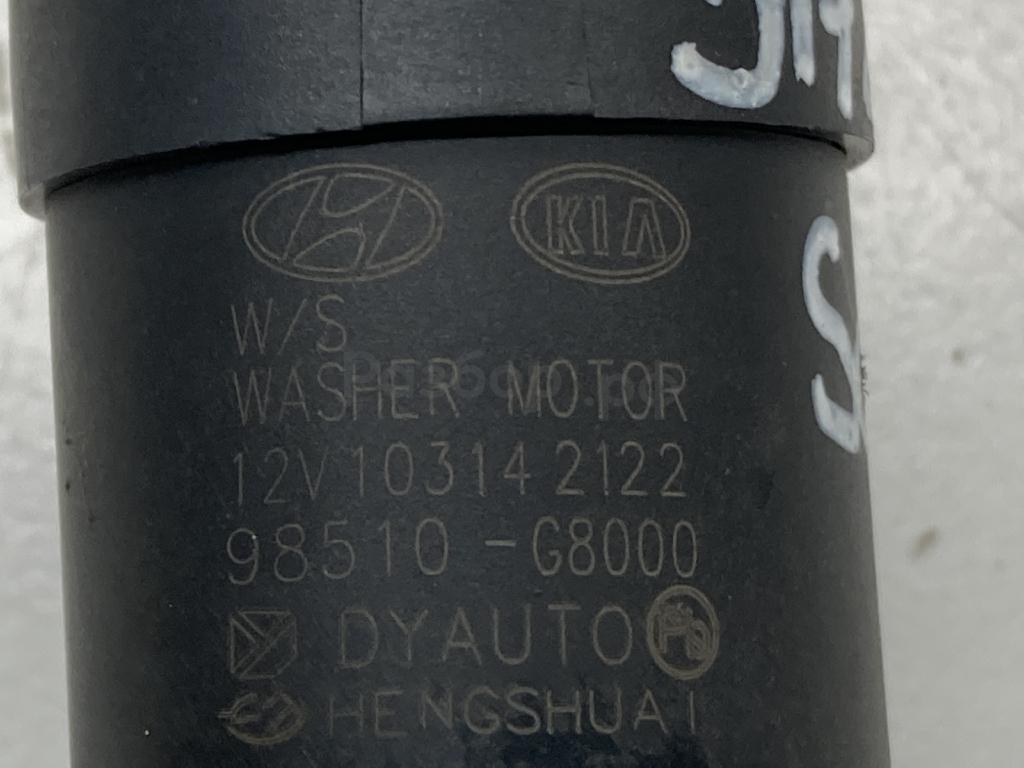 KIA
W/S
WASHER MOTOR
12V 10314 2122
98510 -G8000
DYAUTO
HENGSHUAI